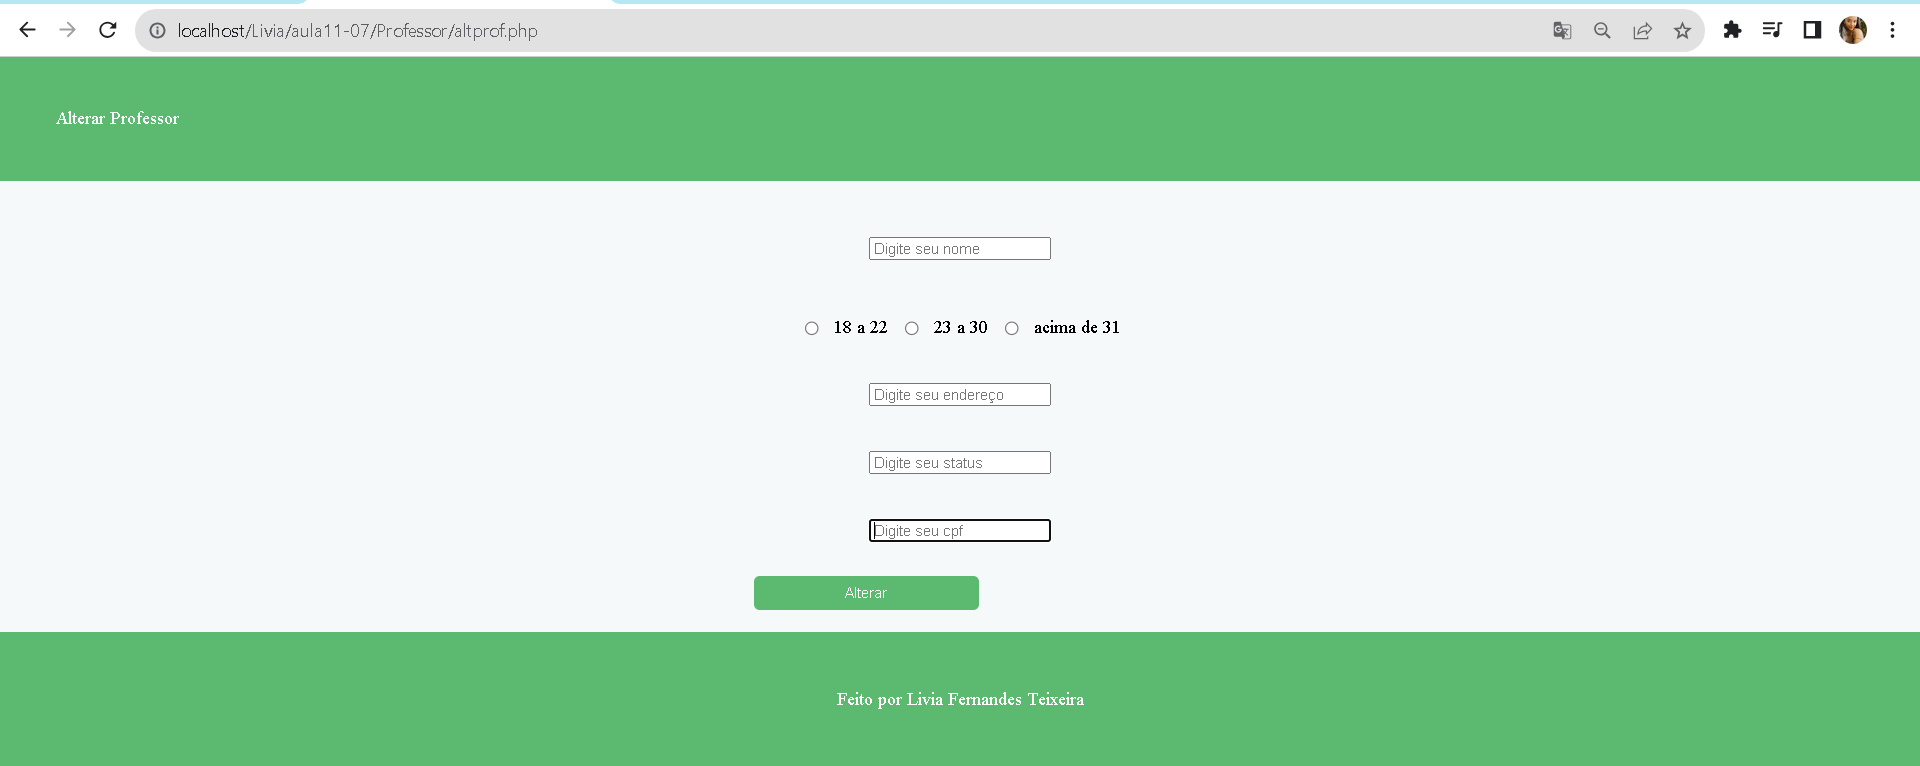 localhost/Livia/aula11-07/Professor/altprof.php
Alterar Professor
Digite seu nome
18 a 22 23 a 30 acima de 31
Digite seu endereço
Digite seu status
Digite seu cpf
Alterar
Feito por Livia Fernandes Teixeira